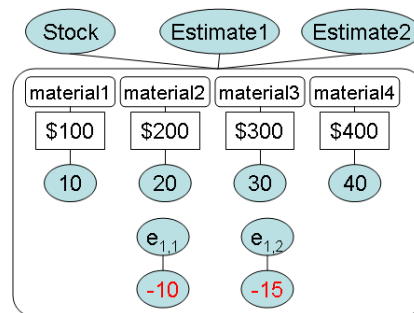 Stock Estimate1 Estimate2
material1 material2 material3 material4
$100 $200 $300 $400
10 20 30 40
e1,1 e1,2
-10 -15